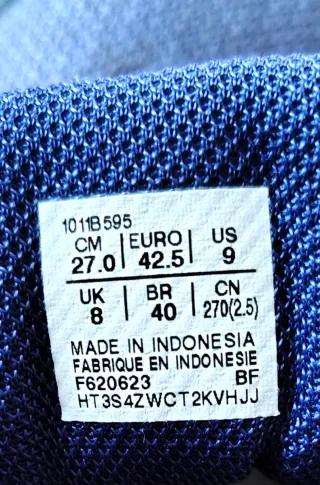 1011B595
CM | EURO | US
27.0 | 42.5 | 9
UK | BR | CN
8 | 40 | 270(2.5)
MADE IN INDONESIA
FABRIQUE EN INDONESIE
F620623 BF
HT3S4ZWCT2KVHJJ